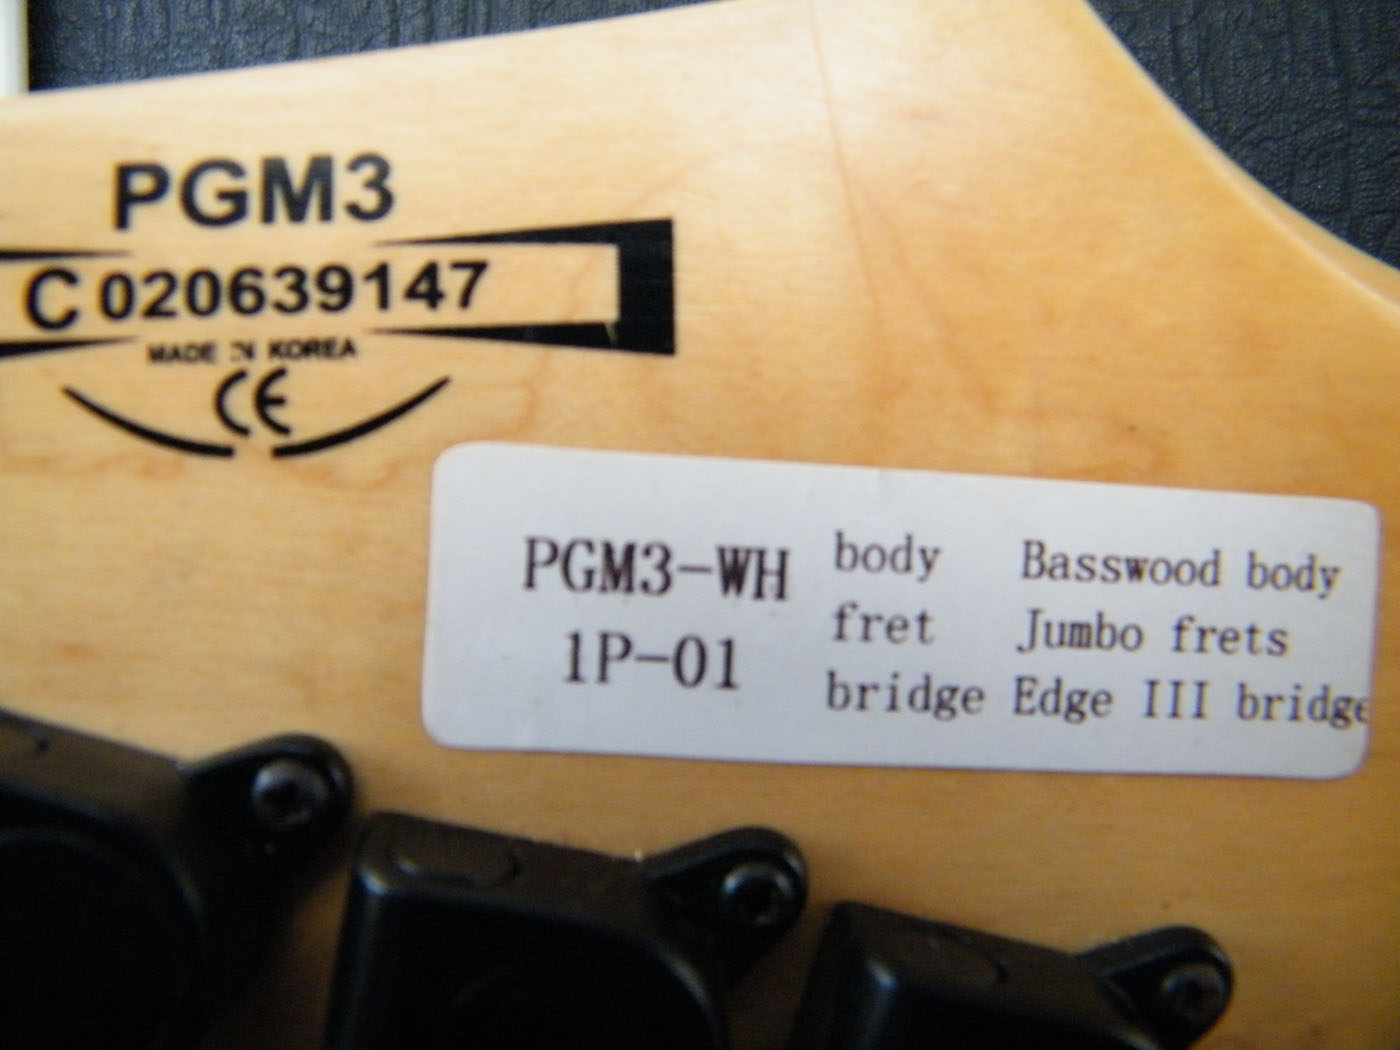 PGM3
C 020639147
MADE IN KOREA
CE
PGM3-WH
1P-01
body Basswood body
fret Jumbo frets
bridge Edge III bridge